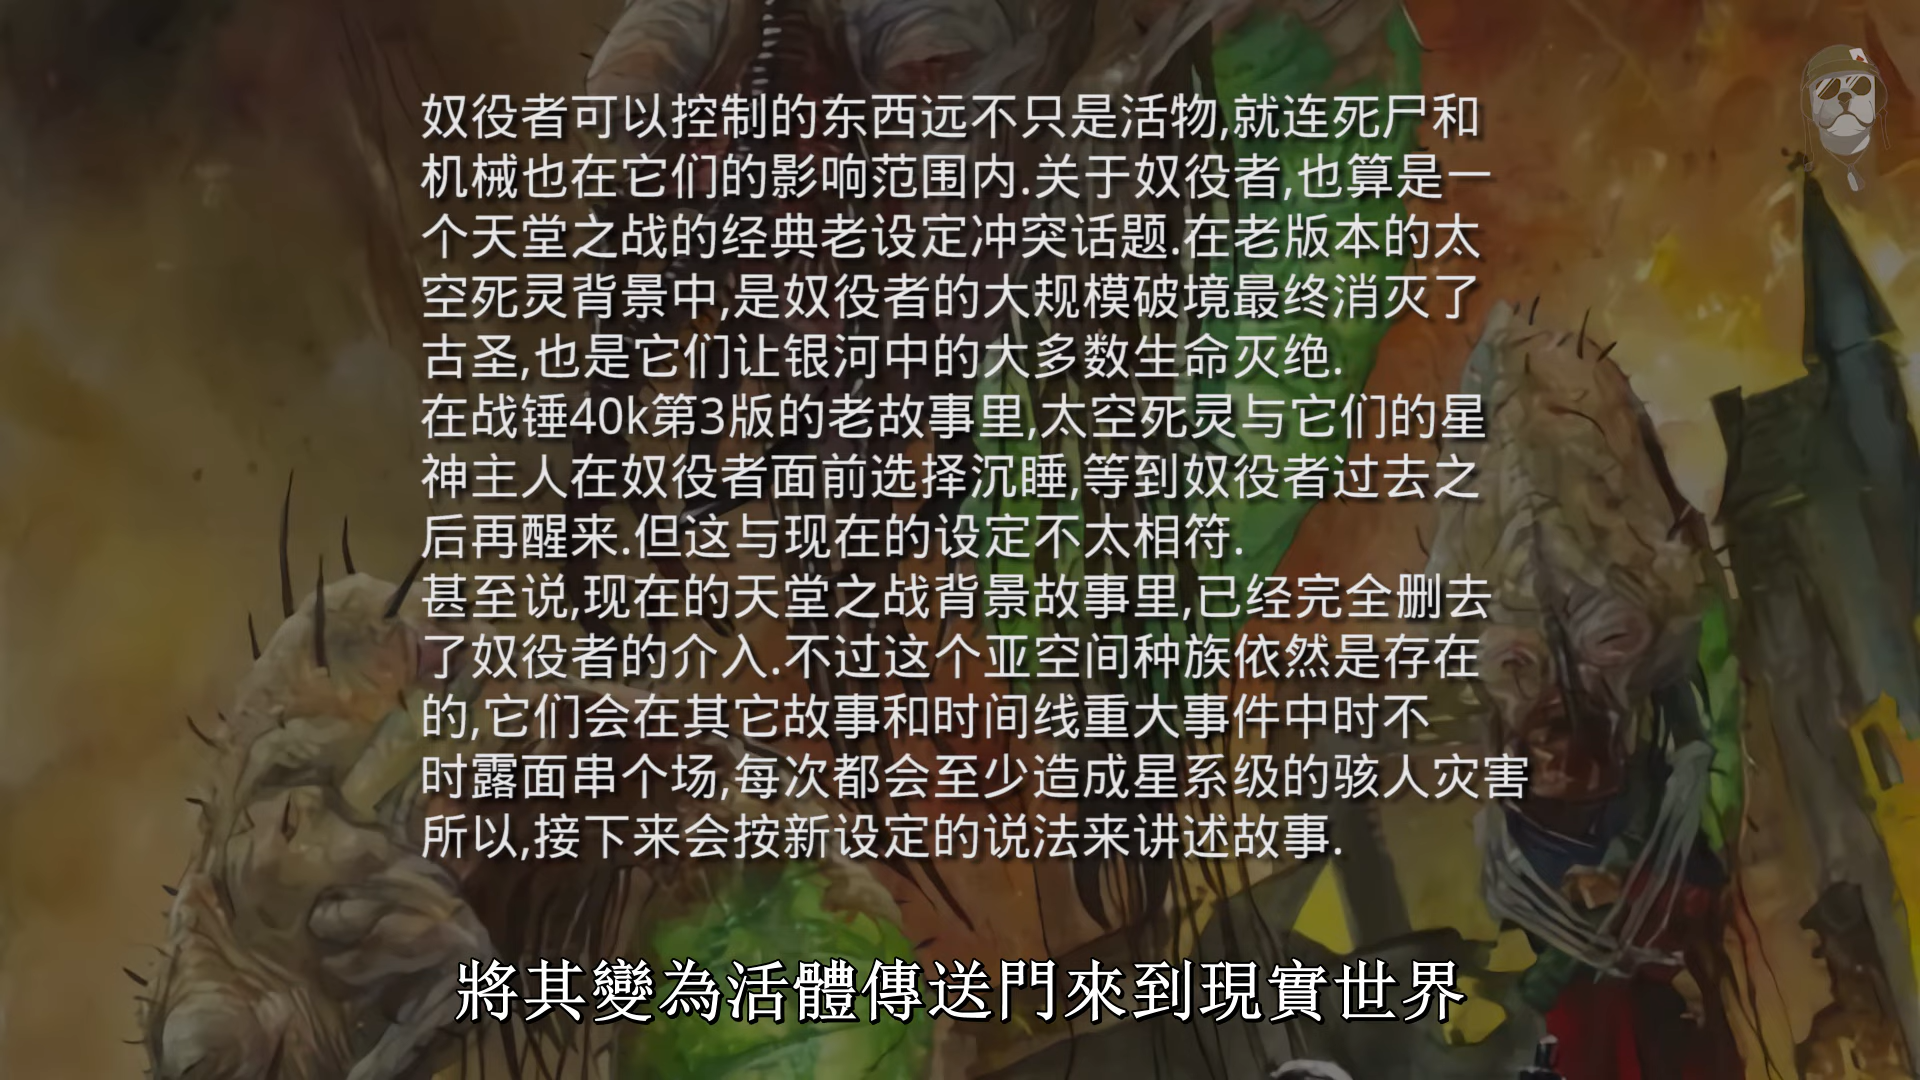 奴役者可以控制的东西远不只是活物,就连死尸和
机械也在它们的影响范围内.关于奴役者,也算是一
个天堂之战的经典老设定冲突话题.在老版本的太
空死灵背景中,是奴役者的大规模破境最终消灭了
古圣,也是它们让银河中的大多数生命灭绝.
在战锤40k第3版的老故事里,太空死灵与它们的星
神主人在奴役者面前选择沉睡,等到奴役者过去之
后再醒来.但这与现在的设定不太相符.
甚至说,现在的天堂之战背景故事里,已经完全删去
了奴役者的介入.不过这个亚空间种族依然是存在
的,它们会在其它故事和时间线重大事件中时不
时露面串个场,每次都会至少造成星系级的骇人灾害
所以,接下来会按新设定的说法来讲述故事.
將其變為活體傳送門來到現實世界